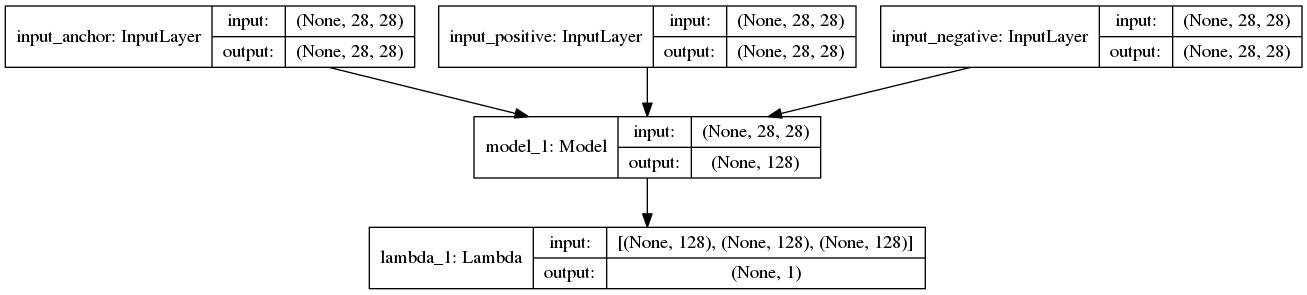 input_anchor: InputLayer
input: (None, 28, 28)
output: (None, 28, 28)
input_positive: InputLayer
input: (None, 28, 28)
output: (None, 28, 28)
input_negative: InputLayer
input: (None, 28, 28)
output: (None, 28, 28)
model_1: Model
input: (None, 28, 28)
output: (None, 128)
lambda_1: Lambda
input: [(None, 128), (None, 128), (None, 128)]
output: (None, 1)